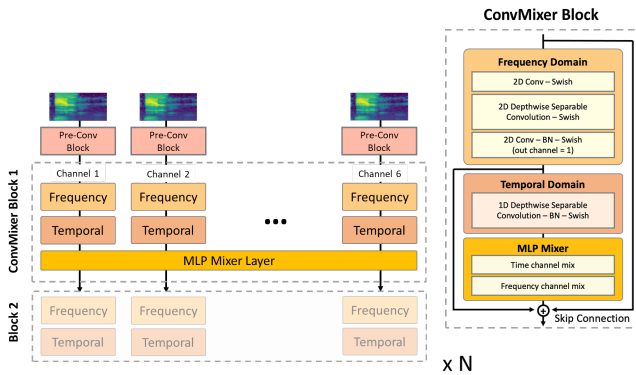 Pre-Conv
Block
Pre-Conv
Block
Pre-Conv
Block
ConvMixer Block 1
Channel 1
Channel 2
Channel 6
Frequency
Frequency
Frequency
Temporal
Temporal
Temporal
MLP Mixer Layer
Block 2
Frequency
Frequency
Frequency
Temporal
Temporal
Temporal
ConvMixer Block
Frequency Domain
2D Conv – Swish
2D Depthwise Separable
Convolution – Swish
2D Conv – BN – Swish
(out channel = 1)
Temporal Domain
1D Depthwise Separable
Convolution – BN - Swish
MLP Mixer
Time channel mix
Frequency channel mix
+
Skip Connection
x N